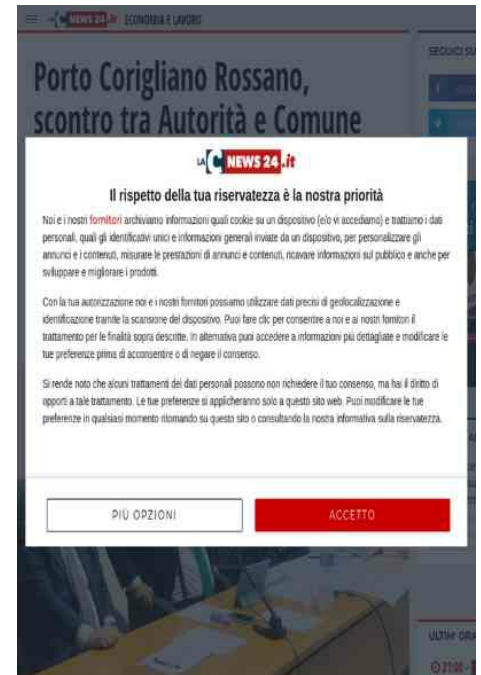 LA C NEWS 24 .it ECONOMIA E LAVORO
SEGUICI SU
Porto Corigliano Rossano,
scontro tra Autorità e Comune
LA C NEWS 24 .it
Il rispetto della tua riservatezza è la nostra priorità
Noi e i nostri fornitori archiviamo informazioni quali cookie su un dispositivo (e/o vi accediamo) e trattiamo i dati
personali, quali gli identificativi unici e informazioni generali inviate da un dispositivo, per personalizzare gli
annunci e i contenuti, misurare le prestazioni di annunci e contenuti, ricavare informazioni sul pubblico e anche per
sviluppare e migliorare i prodotti.
Con la tua autorizzazione noi e i nostri fornitori possiamo utilizzare dati precisi di geolocalizzazione e
identificazione tramite la scansione del dispositivo. Puoi fare clic per consentire a noi e ai nostri fornitori il
trattamento per le finalità sopra descritte. In alternativa puoi accedere a informazioni più dettagliate e modificare le
tue preferenze prima di acconsentire o di negare il consenso.
Si rende noto che alcuni trattamenti dei dati personali possono non richiedere il tuo consenso, ma hai il diritto di
opporti a tale trattamento. Le tue preferenze si applicheranno solo a questo sito web. Puoi modificare le tue
preferenze in qualsiasi momento ritornando su questo sito o consultando la nostra informativa sulla riservatezza.
PIÙ OPZIONI
ACCETTO
ULTIM'ORA
21:00 -